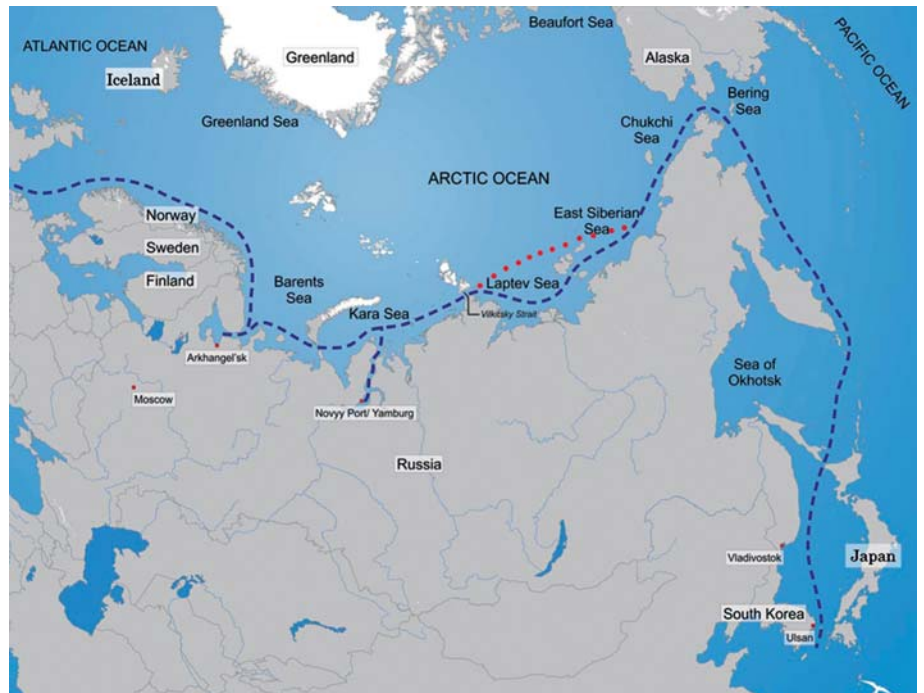 Beaufort Sea
PACIFIC OCEAN
ATLANTIC OCEAN
Greenland
Alaska
Iceland
Bering
Sea
Greenland Sea
Chukchi
Sea
ARCTIC OCEAN
Norway
East Siberian
Sea
Sweden
Finland
Barents
Sea
Laptev Sea
Kara Sea
Vilkitsky Strait
Arkhangel'sk
Sea of
Okhotsk
Moscow
Novyy Port/ Yamburg
Russia
Vladivostok
Japan
South Korea
Ulsan